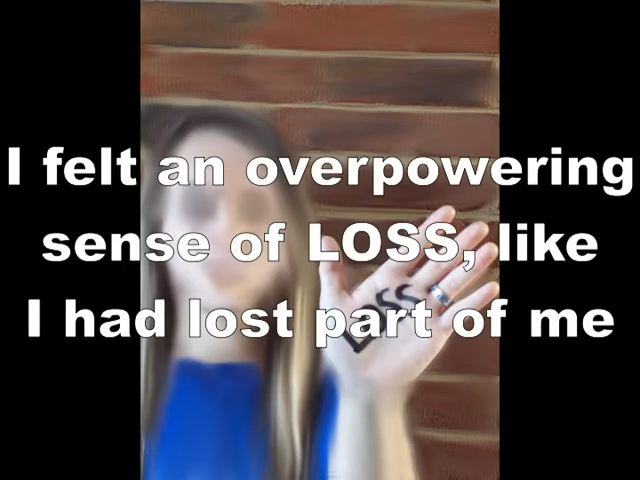 I felt an overpowering
sense of LOSS, like
I had lost part of me
LOSS